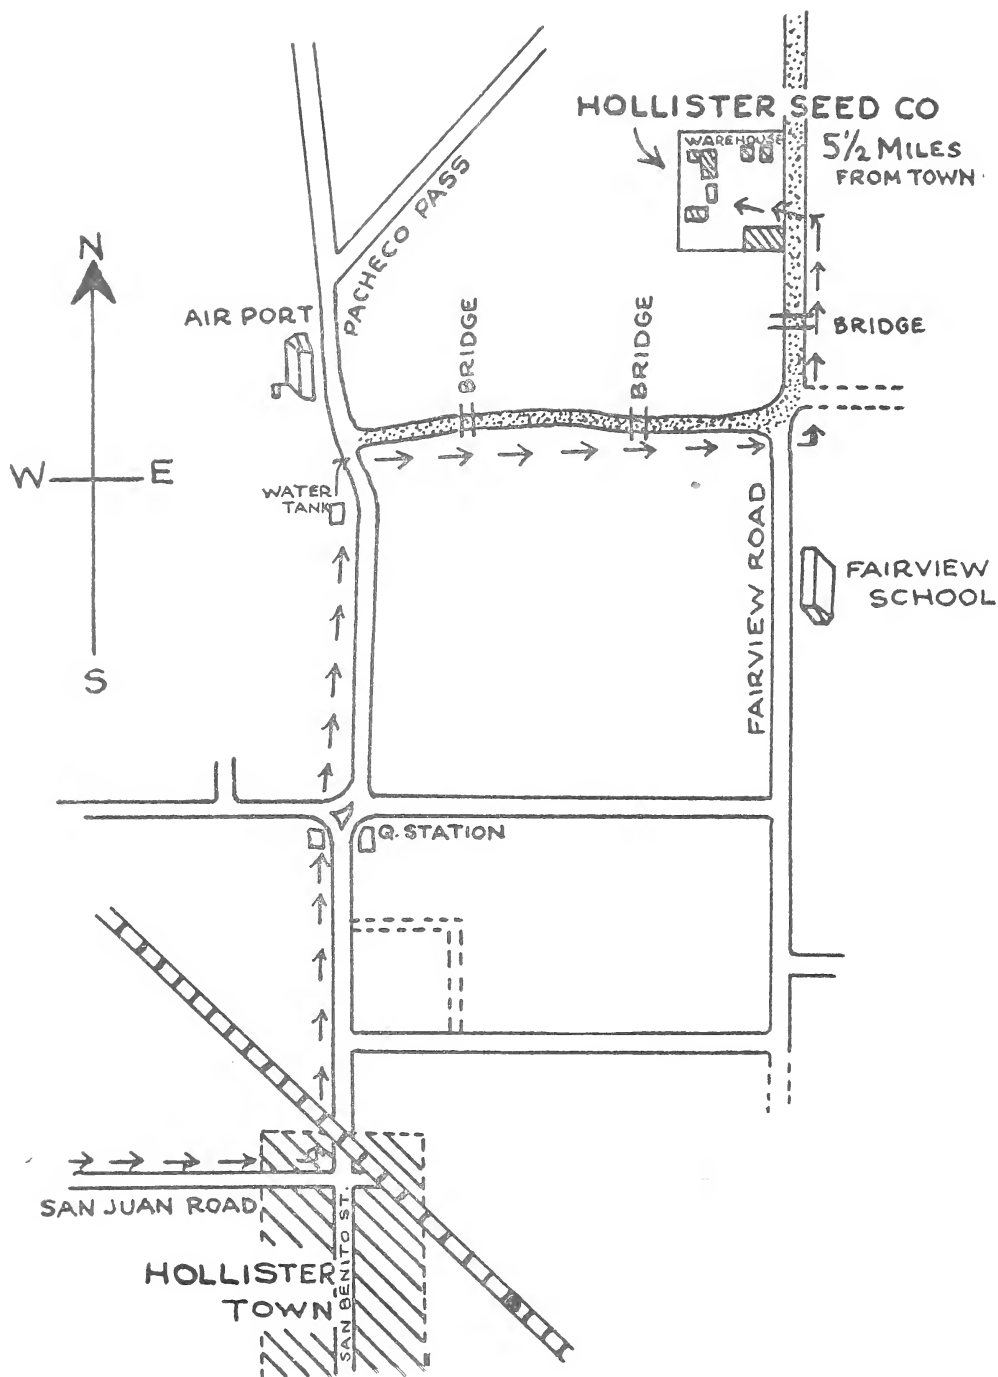 HOLLISTER SEED CO
WAREHOUSE
5½ MILES
FROM TOWN
PACHECO PASS
N
AIR PORT
BRIDGE
BRIDGE
BRIDGE
W E
WATER
TANK
S
FAIRVIEW ROAD
FAIRVIEW
SCHOOL
Q. STATION
SAN JUAN ROAD
SAN BENITO ST.
HOLLISTER
TOWN